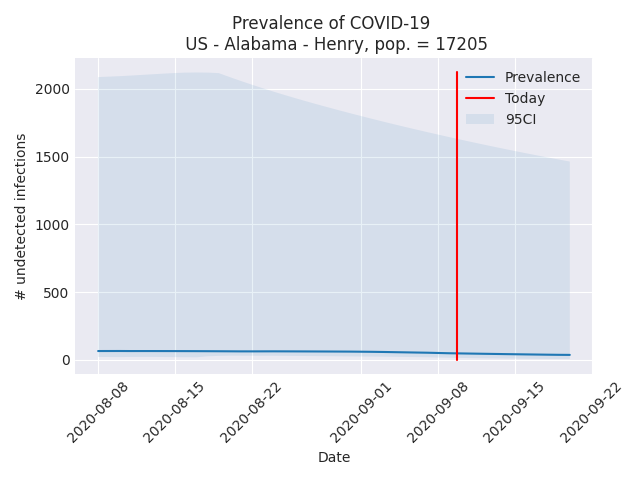 Prevalence of COVID-19
US - Alabama - Henry, pop. = 17205
Prevalence
Today
95CI
# undetected infections
2000
1500
1000
500
0
2020-08-08
2020-08-15
2020-08-22
2020-09-01
2020-09-08
2020-09-15
2020-09-22
Date